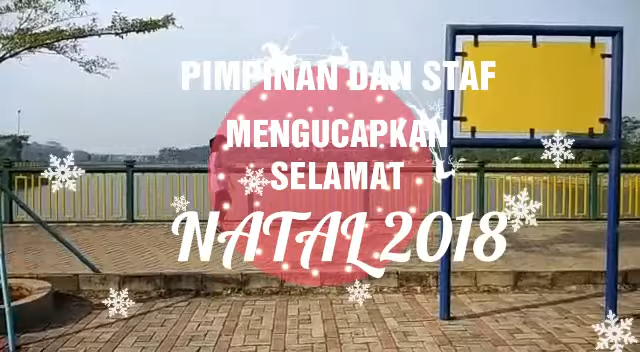 PIMPINAN DAN STAF
MENGUCAPKAN
SELAMAT
NATAL 2018